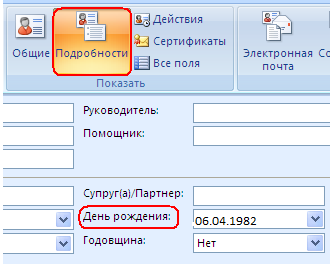 Действия
Сертификаты
Общие Подробности Все поля Электронная почта
Показать
Руководитель:
Помощник:
Супруг(а)/Партнер:
День рождения: 06.04.1982
Годовщина: Нет